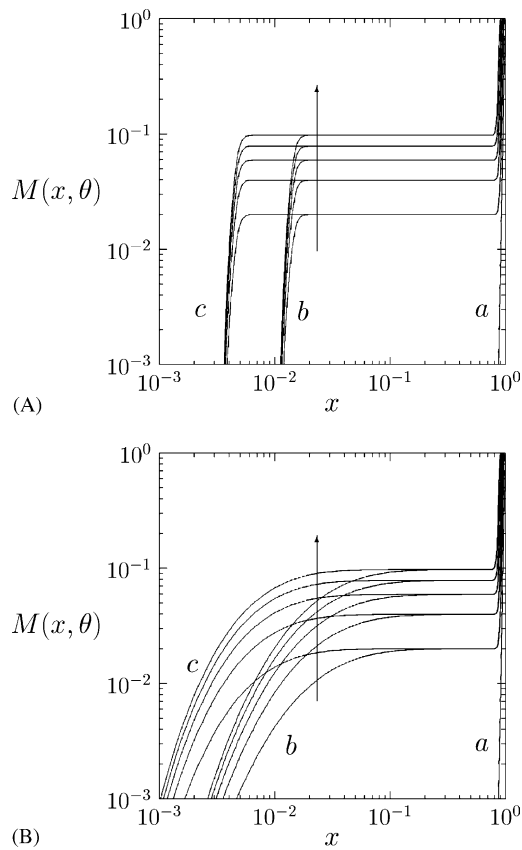 10^0
10^{-1}
M(x, θ)
10^{-2}
c b a
10^{-3}
10^{-3} 10^{-2} 10^{-1} 10^0
(A) x
10^0
10^{-1}
M(x, θ)
c
10^{-2}
b a
10^{-3}
10^{-3} 10^{-2} 10^{-1} 10^0
(B) x